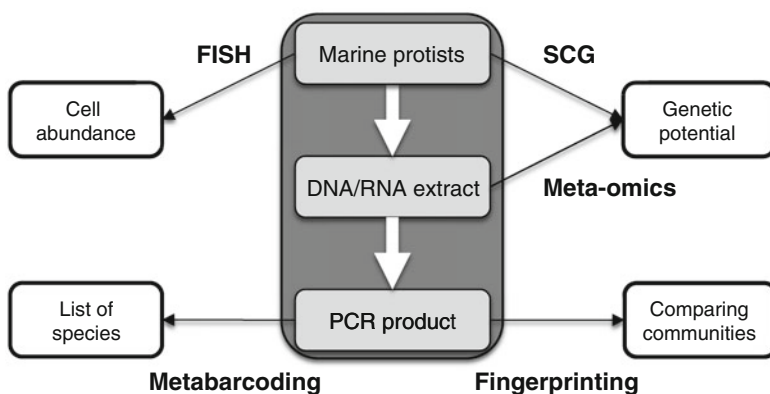 FISH
Marine protists
SCG
Cell
abundance
Genetic
potential
DNA/RNA extract
Meta-omics
List of
species
PCR product
Comparing
communities
Metabarcoding
Fingerprinting